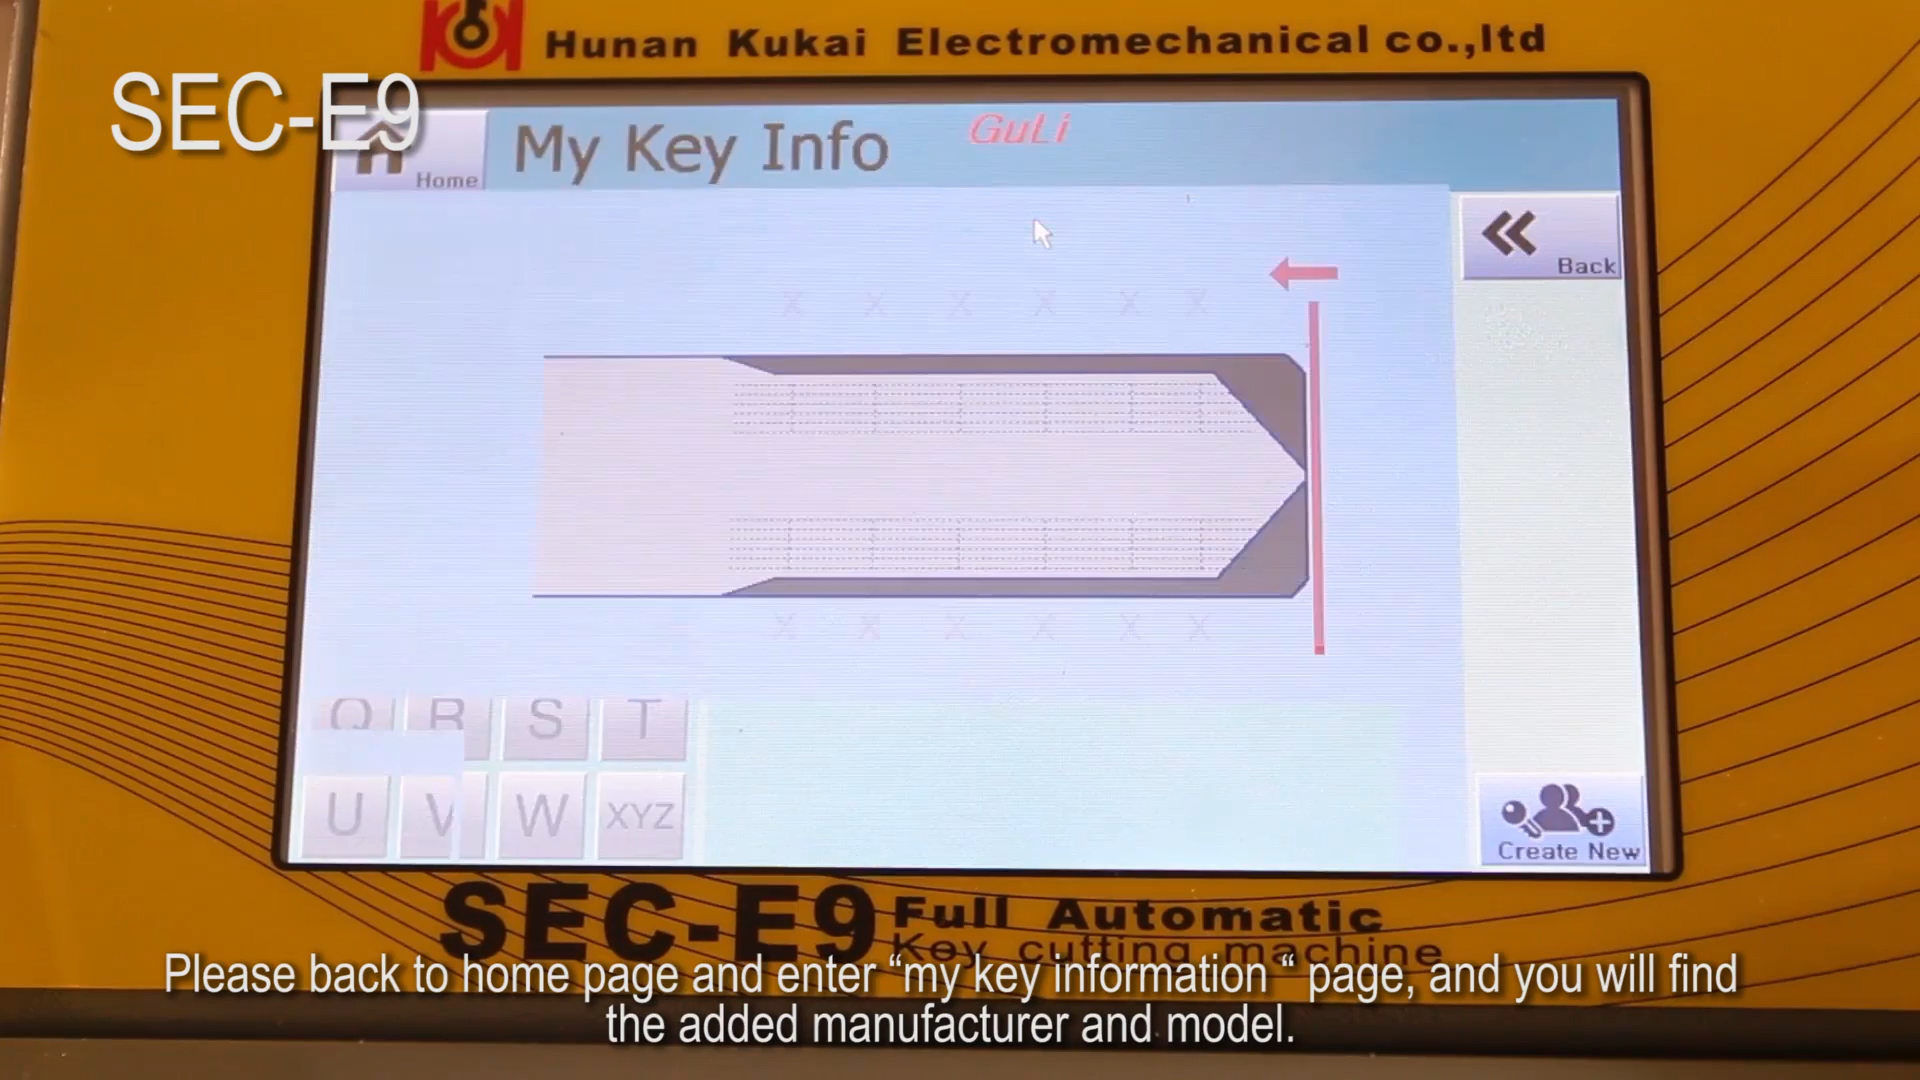 Hunan Kukai Electromechanical co.,ltd
SEC-E9
Home
My Key Info
GuLi
Back
X X X X X X
X X X X X X
Q R S T
U V W XYZ
Create New
SEC-E9 Full Automatic
Key cutting machine
Please back to home page and enter “my key information “ page, and you will find
the added manufacturer and model.